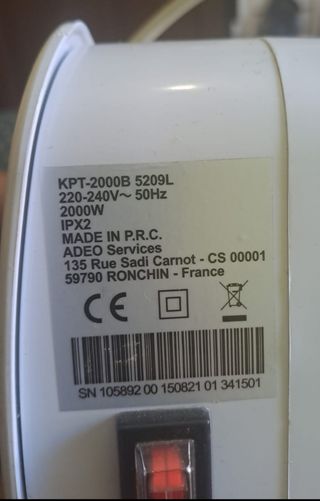 KPT-2000B 5209L
220-240V~ 50Hz
2000W
IPX2
MADE IN P.R.C.
ADEO Services
135 Rue Sadi Carnot - CS 00001
59790 RONCHIN - France
CE
SN 105892 00 150821 01 341501